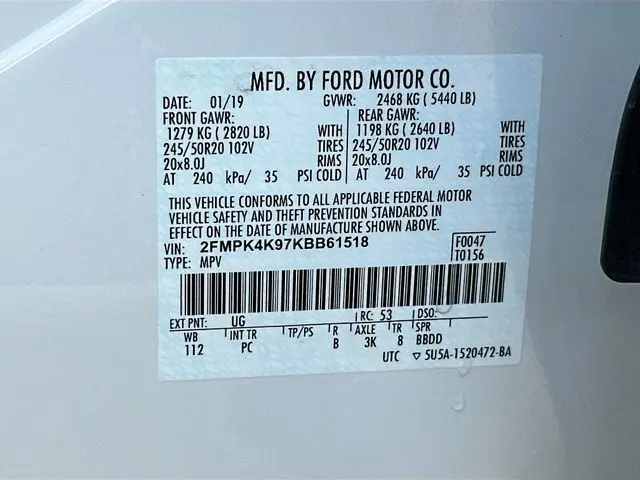 MFD. BY FORD MOTOR CO.
DATE: 01/19 GVWR: 2468 KG ( 5440 LB)
FRONT GAWR: REAR GAWR:
1279 KG ( 2820 LB) WITH 1198 KG ( 2640 LB) WITH
245/50R20 102V TIRES 245/50R20 102V TIRES
20x8.0J RIMS 20x8.0J RIMS
AT 240 kPa/ 35 PSI COLD AT 240 kPa/ 35 PSI COLD
THIS VEHICLE CONFORMS TO ALL APPLICABLE FEDERAL MOTOR
VEHICLE SAFETY AND THEFT PREVENTION STANDARDS IN
EFFECT ON THE DATE OF MANUFACTURE SHOWN ABOVE.
VIN: 2FMPK4K97KBB61518 F0047
TYPE: MPV T0156
EXT PNT: UG RC: 53 DSO:
WB INT TR TP/PS R AXLE TR SPR
112 PC B 3K 8 BBDD
UTC ▽ 5U5A-1520472-BA